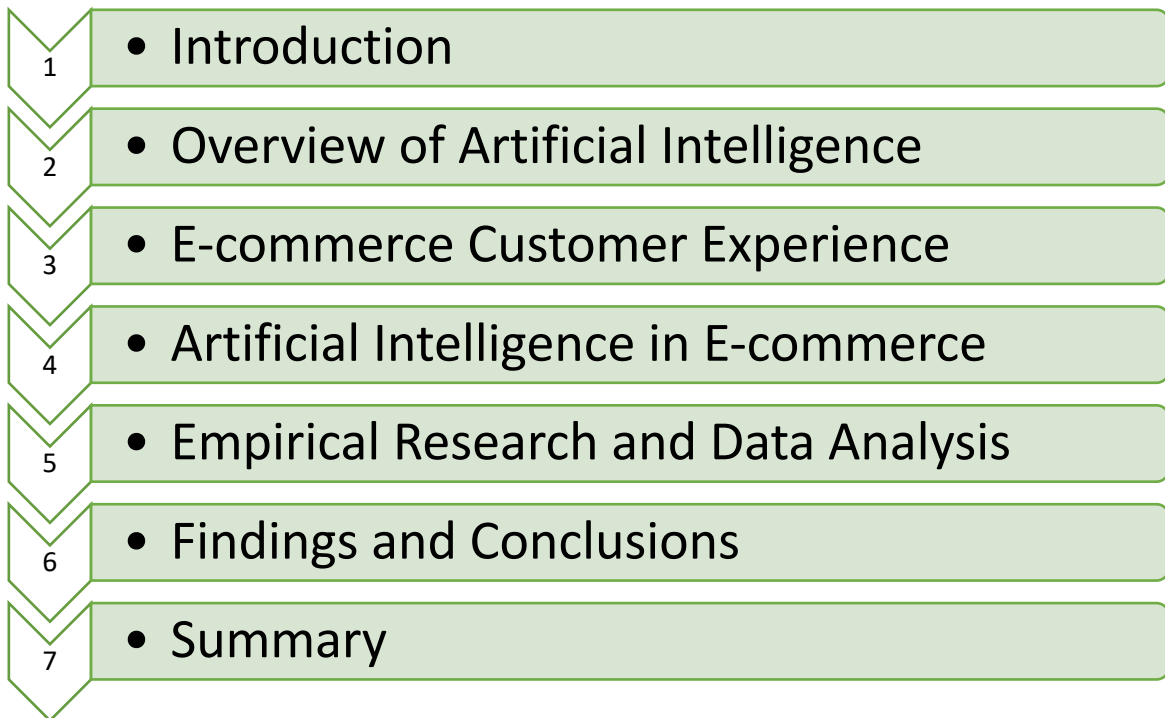 1 • Introduction
2 • Overview of Artificial Intelligence
3 • E-commerce Customer Experience
4 • Artificial Intelligence in E-commerce
5 • Empirical Research and Data Analysis
6 • Findings and Conclusions
7 • Summary